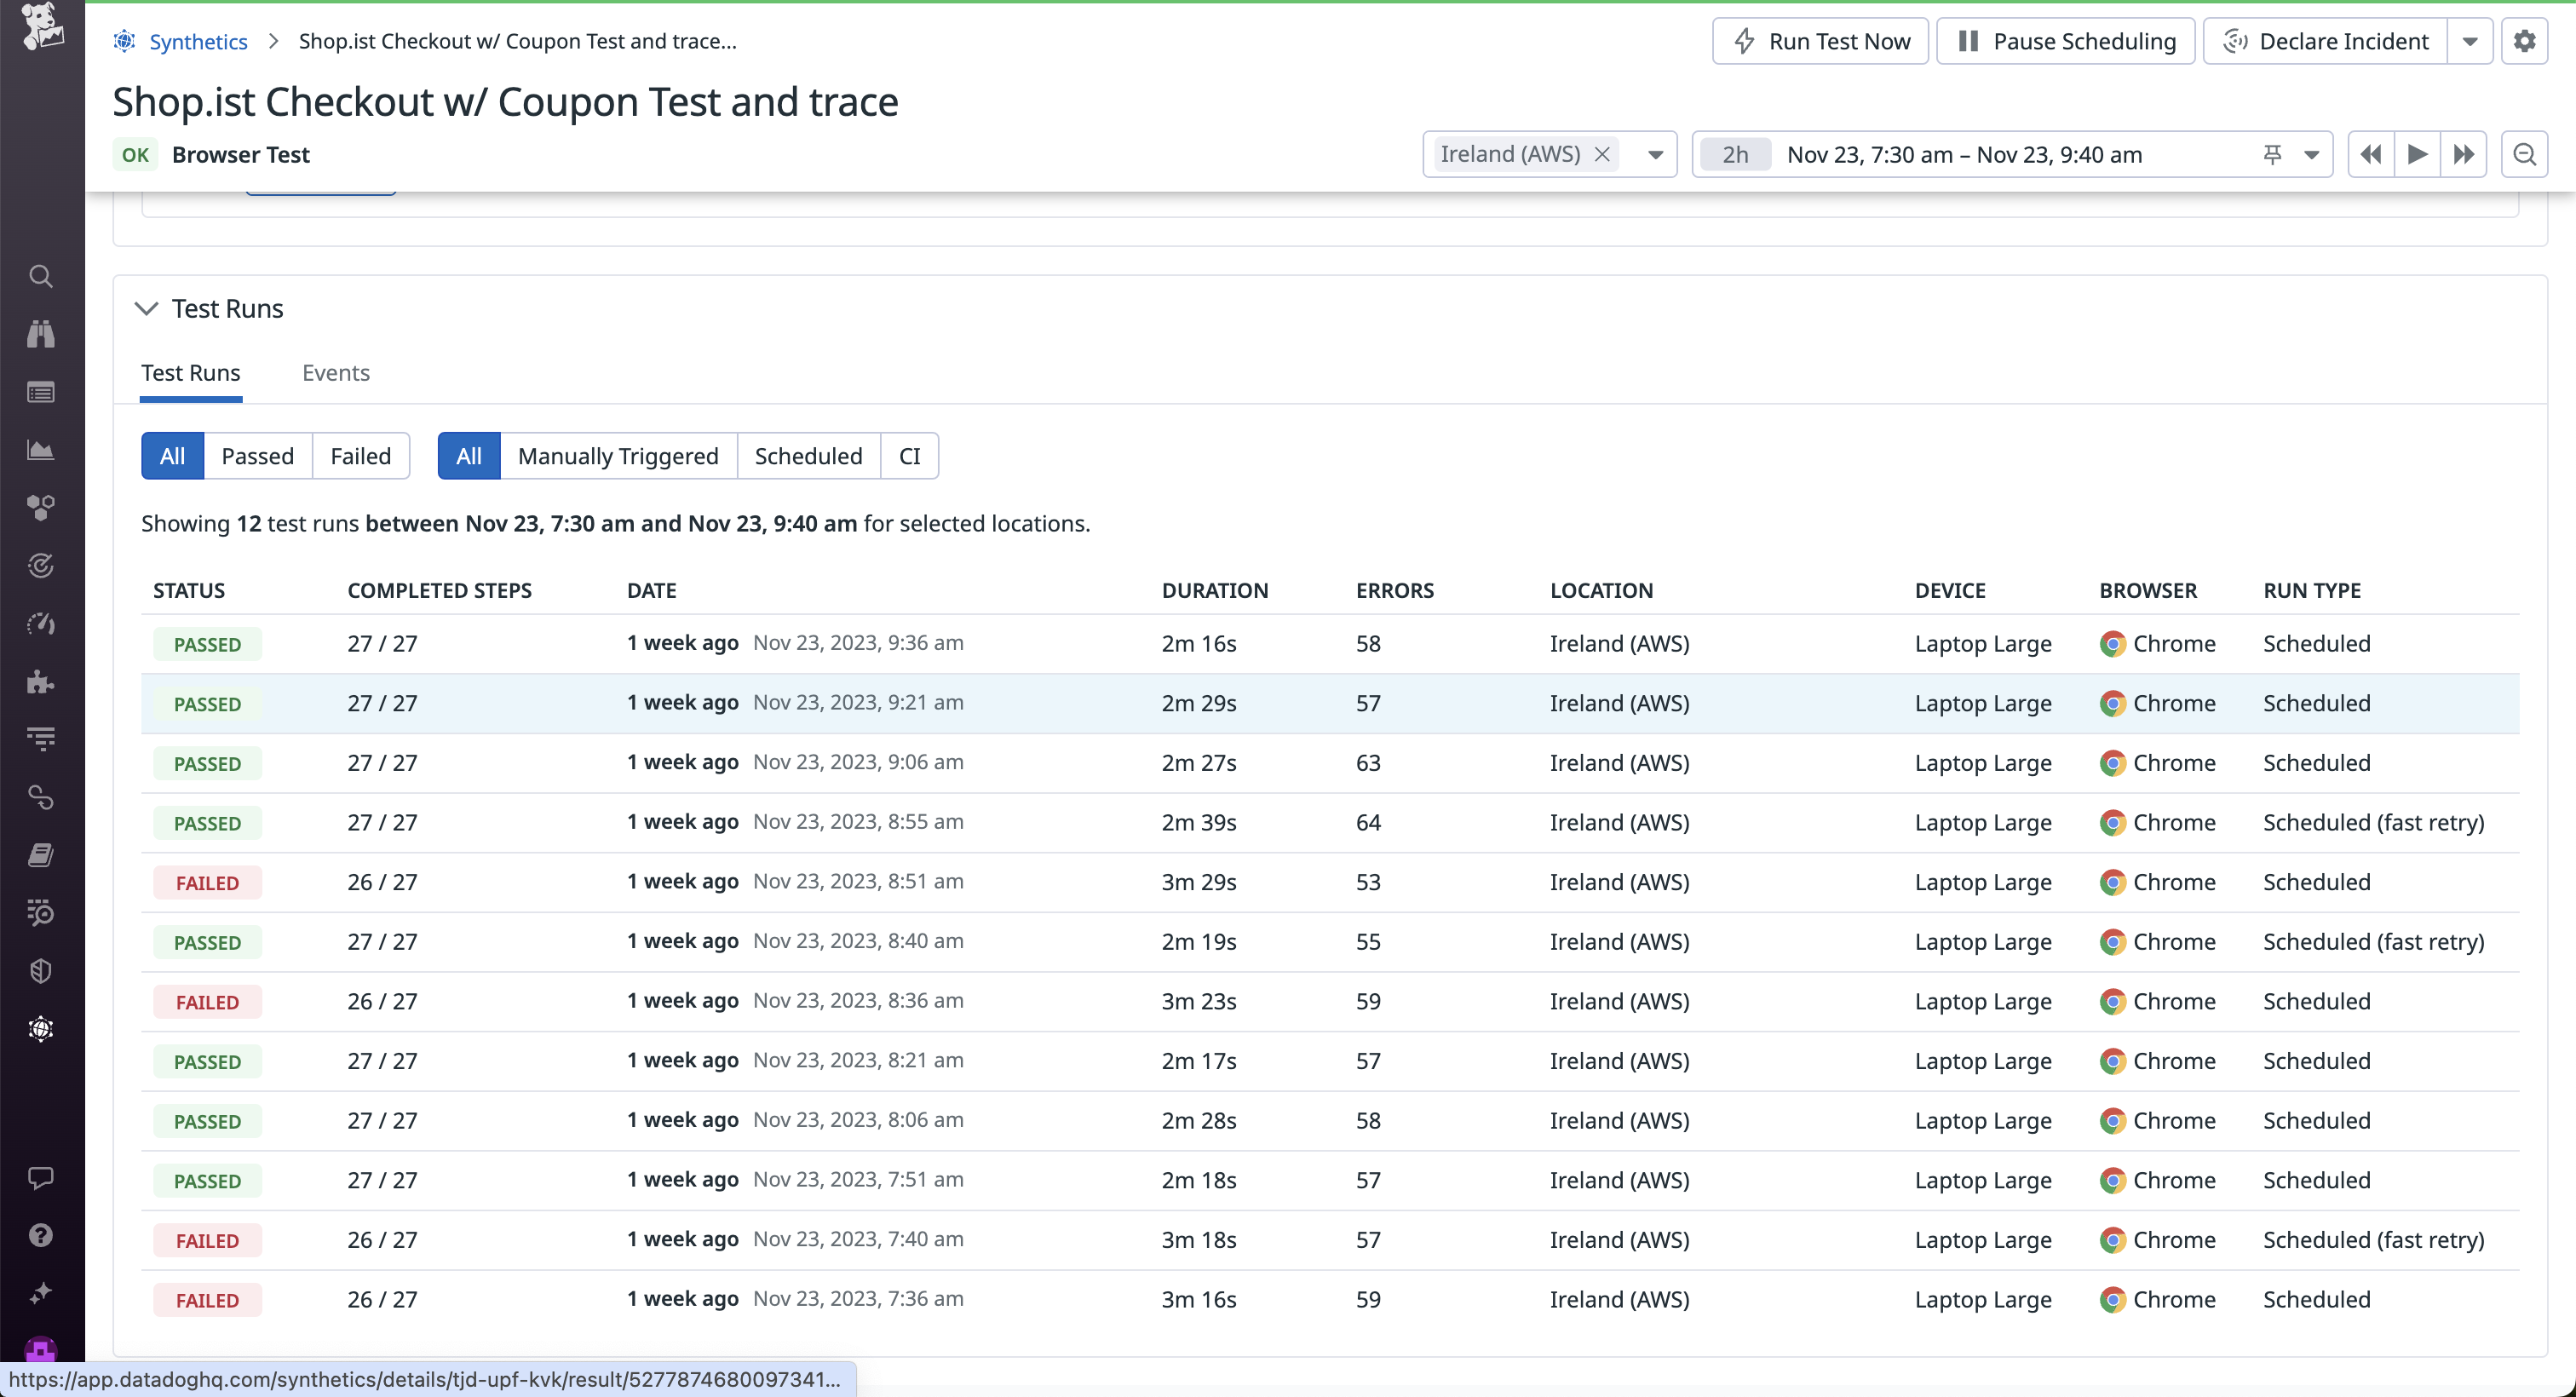 Synthetics > Shop.ist Checkout w/ Coupon Test and trace...
Run Test Now
Pause Scheduling
Declare Incident
Shop.ist Checkout w/ Coupon Test and trace
OK Browser Test
Ireland (AWS)
2h Nov 23, 7:30 am – Nov 23, 9:40 am
Test Runs
Test Runs Events
All Passed Failed All Manually Triggered Scheduled CI
Showing 12 test runs between Nov 23, 7:30 am and Nov 23, 9:40 am for selected locations.
STATUS COMPLETED STEPS DATE DURATION ERRORS LOCATION DEVICE BROWSER RUN TYPE
PASSED 27 / 27 1 week ago Nov 23, 2023, 9:36 am 2m 16s 58 Ireland (AWS) Laptop Large Chrome Scheduled
PASSED 27 / 27 1 week ago Nov 23, 2023, 9:21 am 2m 29s 57 Ireland (AWS) Laptop Large Chrome Scheduled
PASSED 27 / 27 1 week ago Nov 23, 2023, 9:06 am 2m 27s 63 Ireland (AWS) Laptop Large Chrome Scheduled
PASSED 27 / 27 1 week ago Nov 23, 2023, 8:55 am 2m 39s 64 Ireland (AWS) Laptop Large Chrome Scheduled (fast retry)
FAILED 26 / 27 1 week ago Nov 23, 2023, 8:51 am 3m 29s 53 Ireland (AWS) Laptop Large Chrome Scheduled
PASSED 27 / 27 1 week ago Nov 23, 2023, 8:40 am 2m 19s 55 Ireland (AWS) Laptop Large Chrome Scheduled (fast retry)
FAILED 26 / 27 1 week ago Nov 23, 2023, 8:36 am 3m 23s 59 Ireland (AWS) Laptop Large Chrome Scheduled
PASSED 27 / 27 1 week ago Nov 23, 2023, 8:21 am 2m 17s 57 Ireland (AWS) Laptop Large Chrome Scheduled
PASSED 27 / 27 1 week ago Nov 23, 2023, 8:06 am 2m 28s 58 Ireland (AWS) Laptop Large Chrome Scheduled
PASSED 27 / 27 1 week ago Nov 23, 2023, 7:51 am 2m 18s 57 Ireland (AWS) Laptop Large Chrome Scheduled
FAILED 26 / 27 1 week ago Nov 23, 2023, 7:40 am 3m 18s 57 Ireland (AWS) Laptop Large Chrome Scheduled (fast retry)
FAILED 26 / 27 1 week ago Nov 23, 2023, 7:36 am 3m 16s 59 Ireland (AWS) Laptop Large Chrome Scheduled
https://app.datadoghq.com/synthetics/details/tjd-upf-kvk/result/5277874680097341...